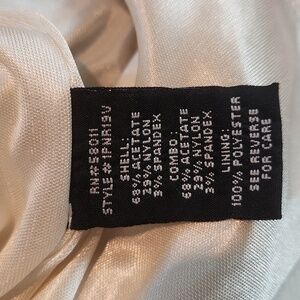 RN#58011
STYLE#1PNR19V
SHELL:
68% ACETATE
29% NYLON
3% SPANDEX
COMBO:
68% ACETATE
29% NYLON
3% SPANDEX
LINING:
100% POLYESTER
SEE REVERSE
FOR CARE